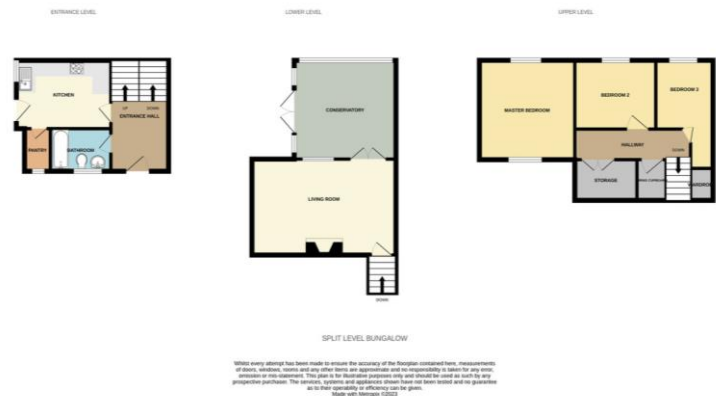 ENTRANCE LEVEL
LOWER LEVEL
UPPER LEVEL
KITCHEN
UP
DOWN
ENTRANCE HALL
PANTRY
BATHROOM
CONSERVATORY
LIVING ROOM
DOWN
MASTER BEDROOM
BEDROOM 2
BEDROOM 3
HALLWAY
DOWN
STORAGE
WARDROBE
SPLIT LEVEL BUNGALOW
Whilst every attempt has been made to ensure the accuracy of the floorplan contained here, measurements
of doors, windows, rooms and any other items are approximate and no responsibility is taken for any error,
omission or mis-statement. This plan is for illustrative purposes only and should be used as such by any
prospective purchaser. The services, systems and appliances shown have not been tested and no guarantee
as to their operability or efficiency can be given.
Made with Metropix ©2023